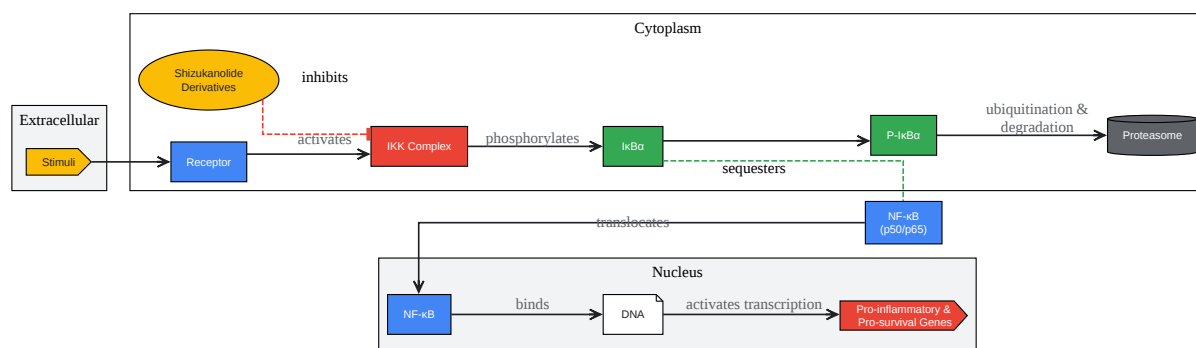 Cytoplasm
Shizukanolide
Derivatives
inhibits
Extracellular
Stimuli
Receptor
activates
IKK Complex
phosphorylates
IκBα
P-IκBα
ubiquitination &
degradation
Proteasome
sequesters
NF-κB
(p50/p65)
translocates
Nucleus
NF-κB
binds
DNA
activates transcription
Pro-inflammatory &
Pro-survival Genes